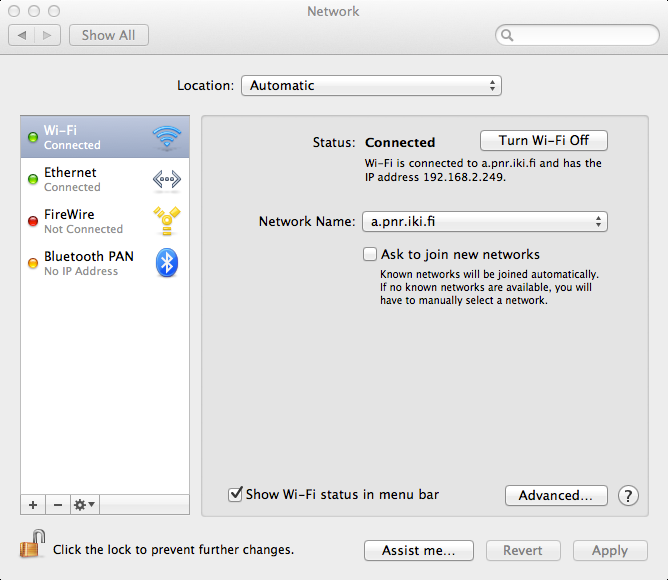 Network
Show All
Location: Automatic
Wi-Fi
Connected
Ethernet
Connected
FireWire
Not Connected
Bluetooth PAN
No IP Address
Status: Connected
Turn Wi-Fi Off
Wi-Fi is connected to a.pnr.iki.fi and has the
IP address 192.168.2.249.
Network Name: a.pnr.iki.fi
Ask to join new networks
Known networks will be joined automatically.
If no known networks are available, you will
have to manually select a network.
Show Wi-Fi status in menu bar
Advanced...
?
Click the lock to prevent further changes.
Assist me...
Revert
Apply